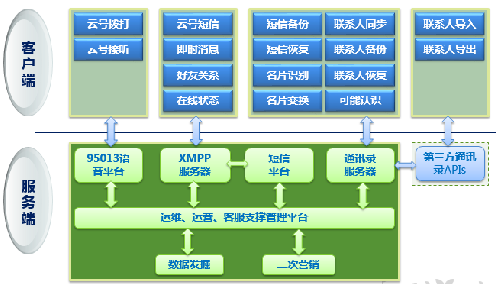 客户端
云号拨打
云号接听
云号短信
即时消息
好友关系
在线状态
短信备份
短信恢复
名片识别
名片交换
联系人同步
联系人备份
联系人恢复
可能认识
联系人导入
联系人导出
服务端
95013语
音平台
XMPP
服务器
短信
平台
通讯录
服务器
第三方通讯
录APIs
运维、运营、客服支撑管理平台
数据发掘
二次营销